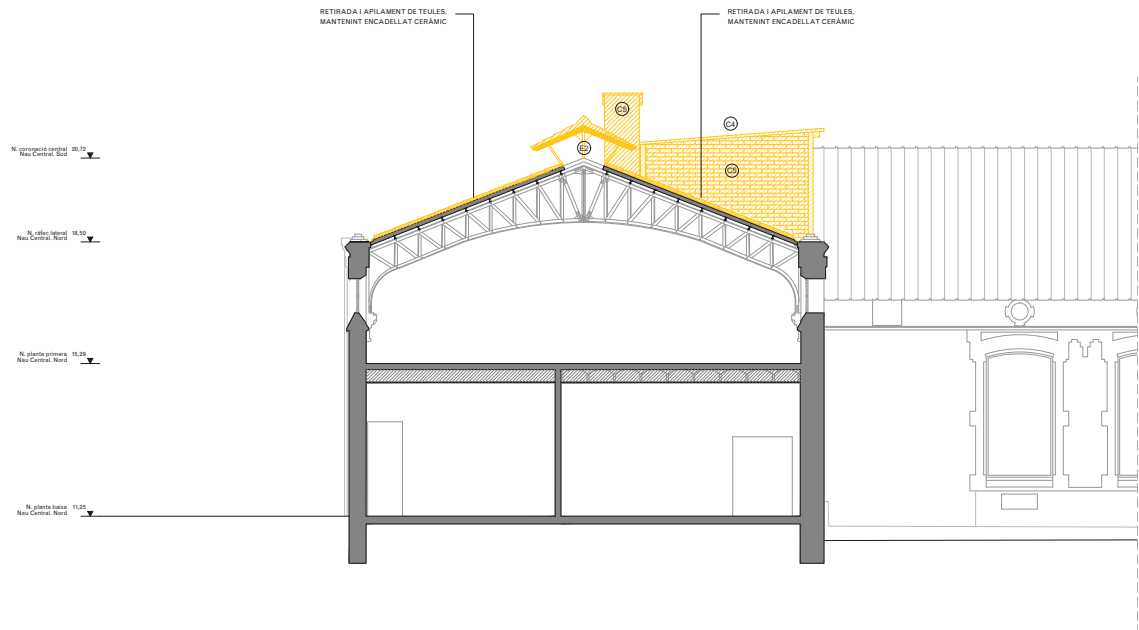 RETIRADA I APILAMENT DE TEULES,
MANTENINT ENCADELLAT CERÀMIC
RETIRADA I APILAMENT DE TEULES,
MANTENINT ENCADELLAT CERÀMIC
C5
C4
E2
C5
N. coronació central 20,72
Nau Central. Sud
N. ràfec lateral 18,50
Nau Central. Nord
N. planta primera 15,29
Nau Central. Nord
N. planta baixa 11,25
Nau Central. Nord